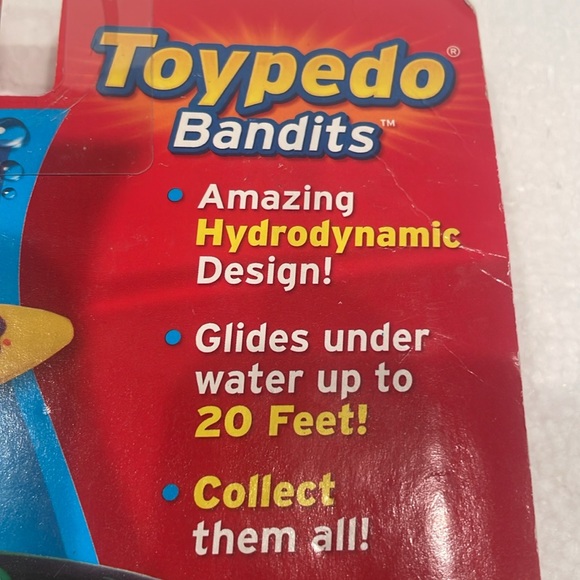 Toypedo®
Bandits™
• Amazing
Hydrodynamic
Design!
• Glides under
water up to
20 Feet!
• Collect
them all!